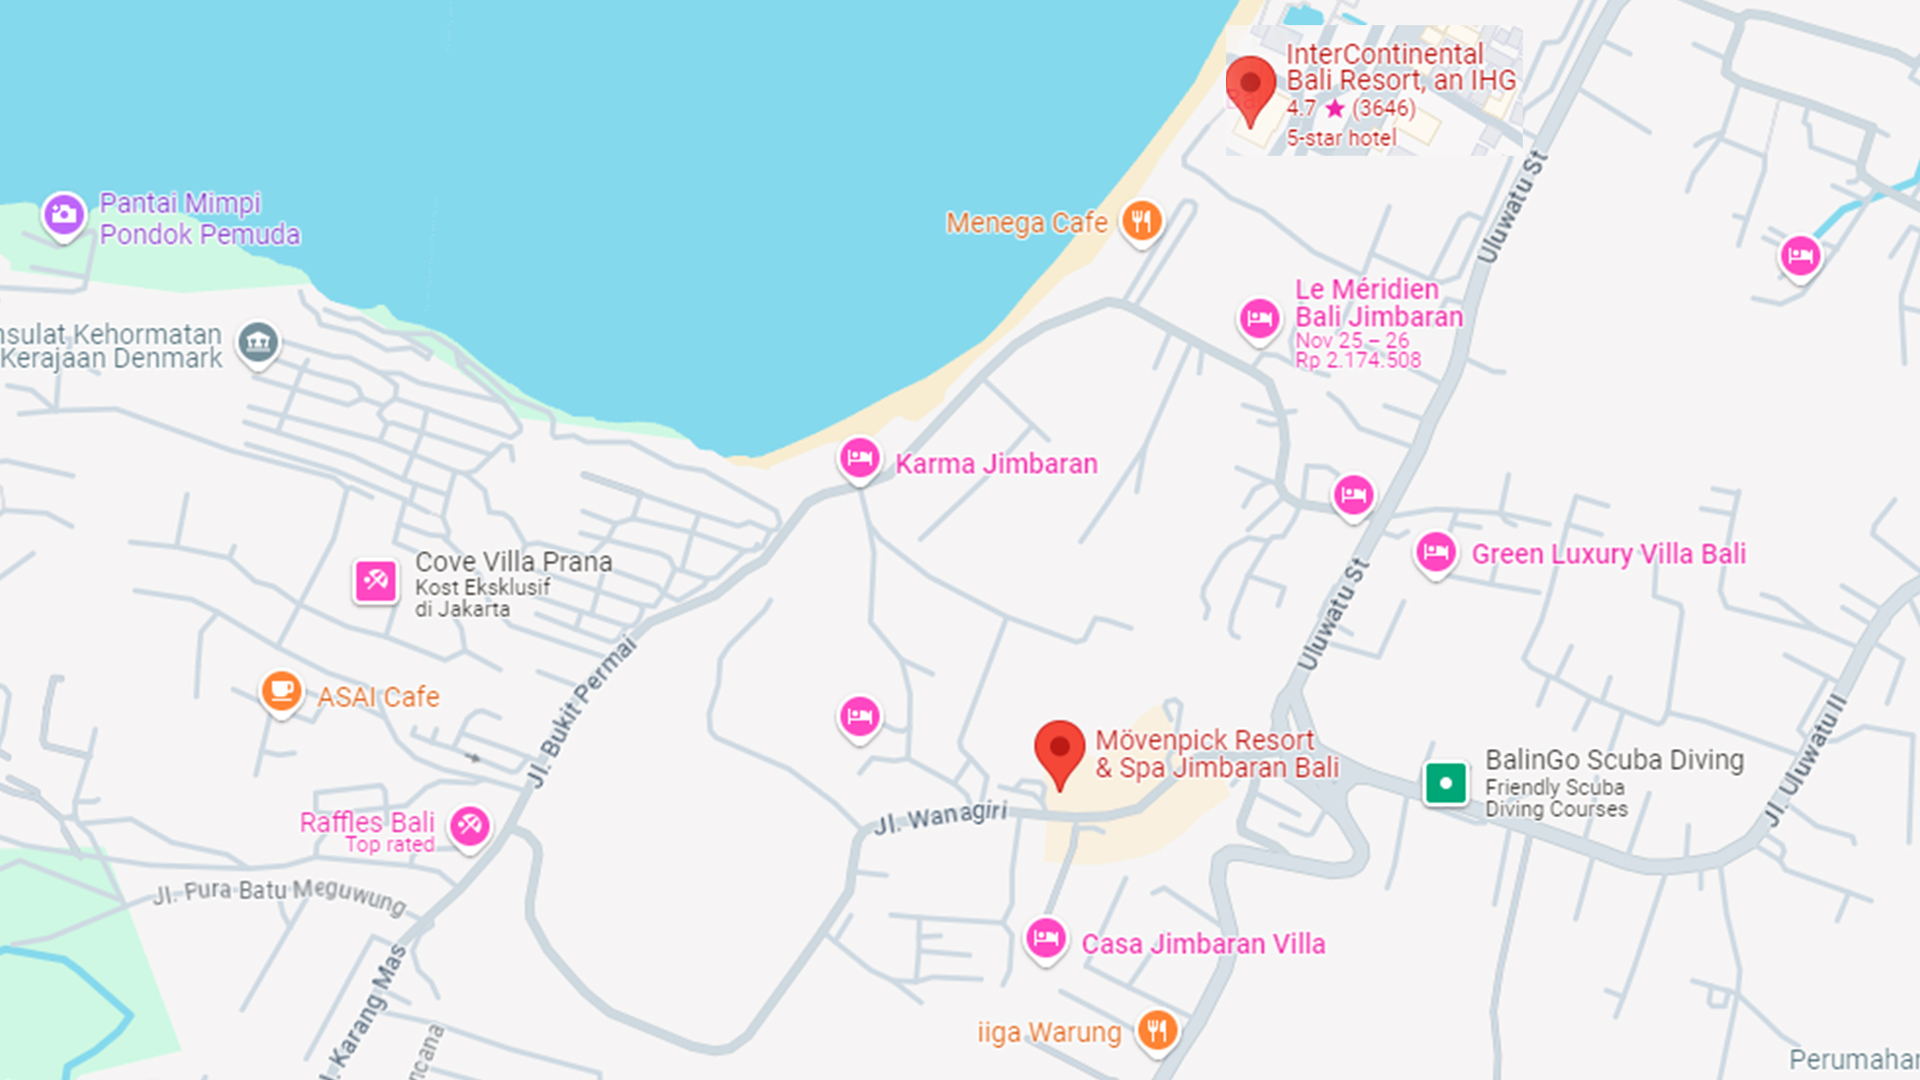 InterContinental
Bali Resort, an IHG
4.7 ★ (3646)
5-star hotel
Uluwatu St
Pantai Mimpi
Pondok Pemuda
Menega Cafe
Le Méridien
Bali Jimbaran
Nov 25 – 26
Rp 2.174.508
nsulat Kehormatan
Kerajaan Denmark
Karma Jimbaran
Green Luxury Villa Bali
Cove Villa Prana
Kost Eksklusif
di Jakarta
Uluwatu St
Jl. Bukit Permai
ASAI Cafe
Mövenpick Resort
& Spa Jimbaran Bali
BalinGo Scuba Diving
Friendly Scuba
Diving Courses
Jl. Uluwatu II
Raffles Bali
Top rated
Jl. Wanagiri
Jl. Pura Batu Meguwung
Casa Jimbaran Villa
l. Karang Mas
iiga Warung
ncana
Perumahan